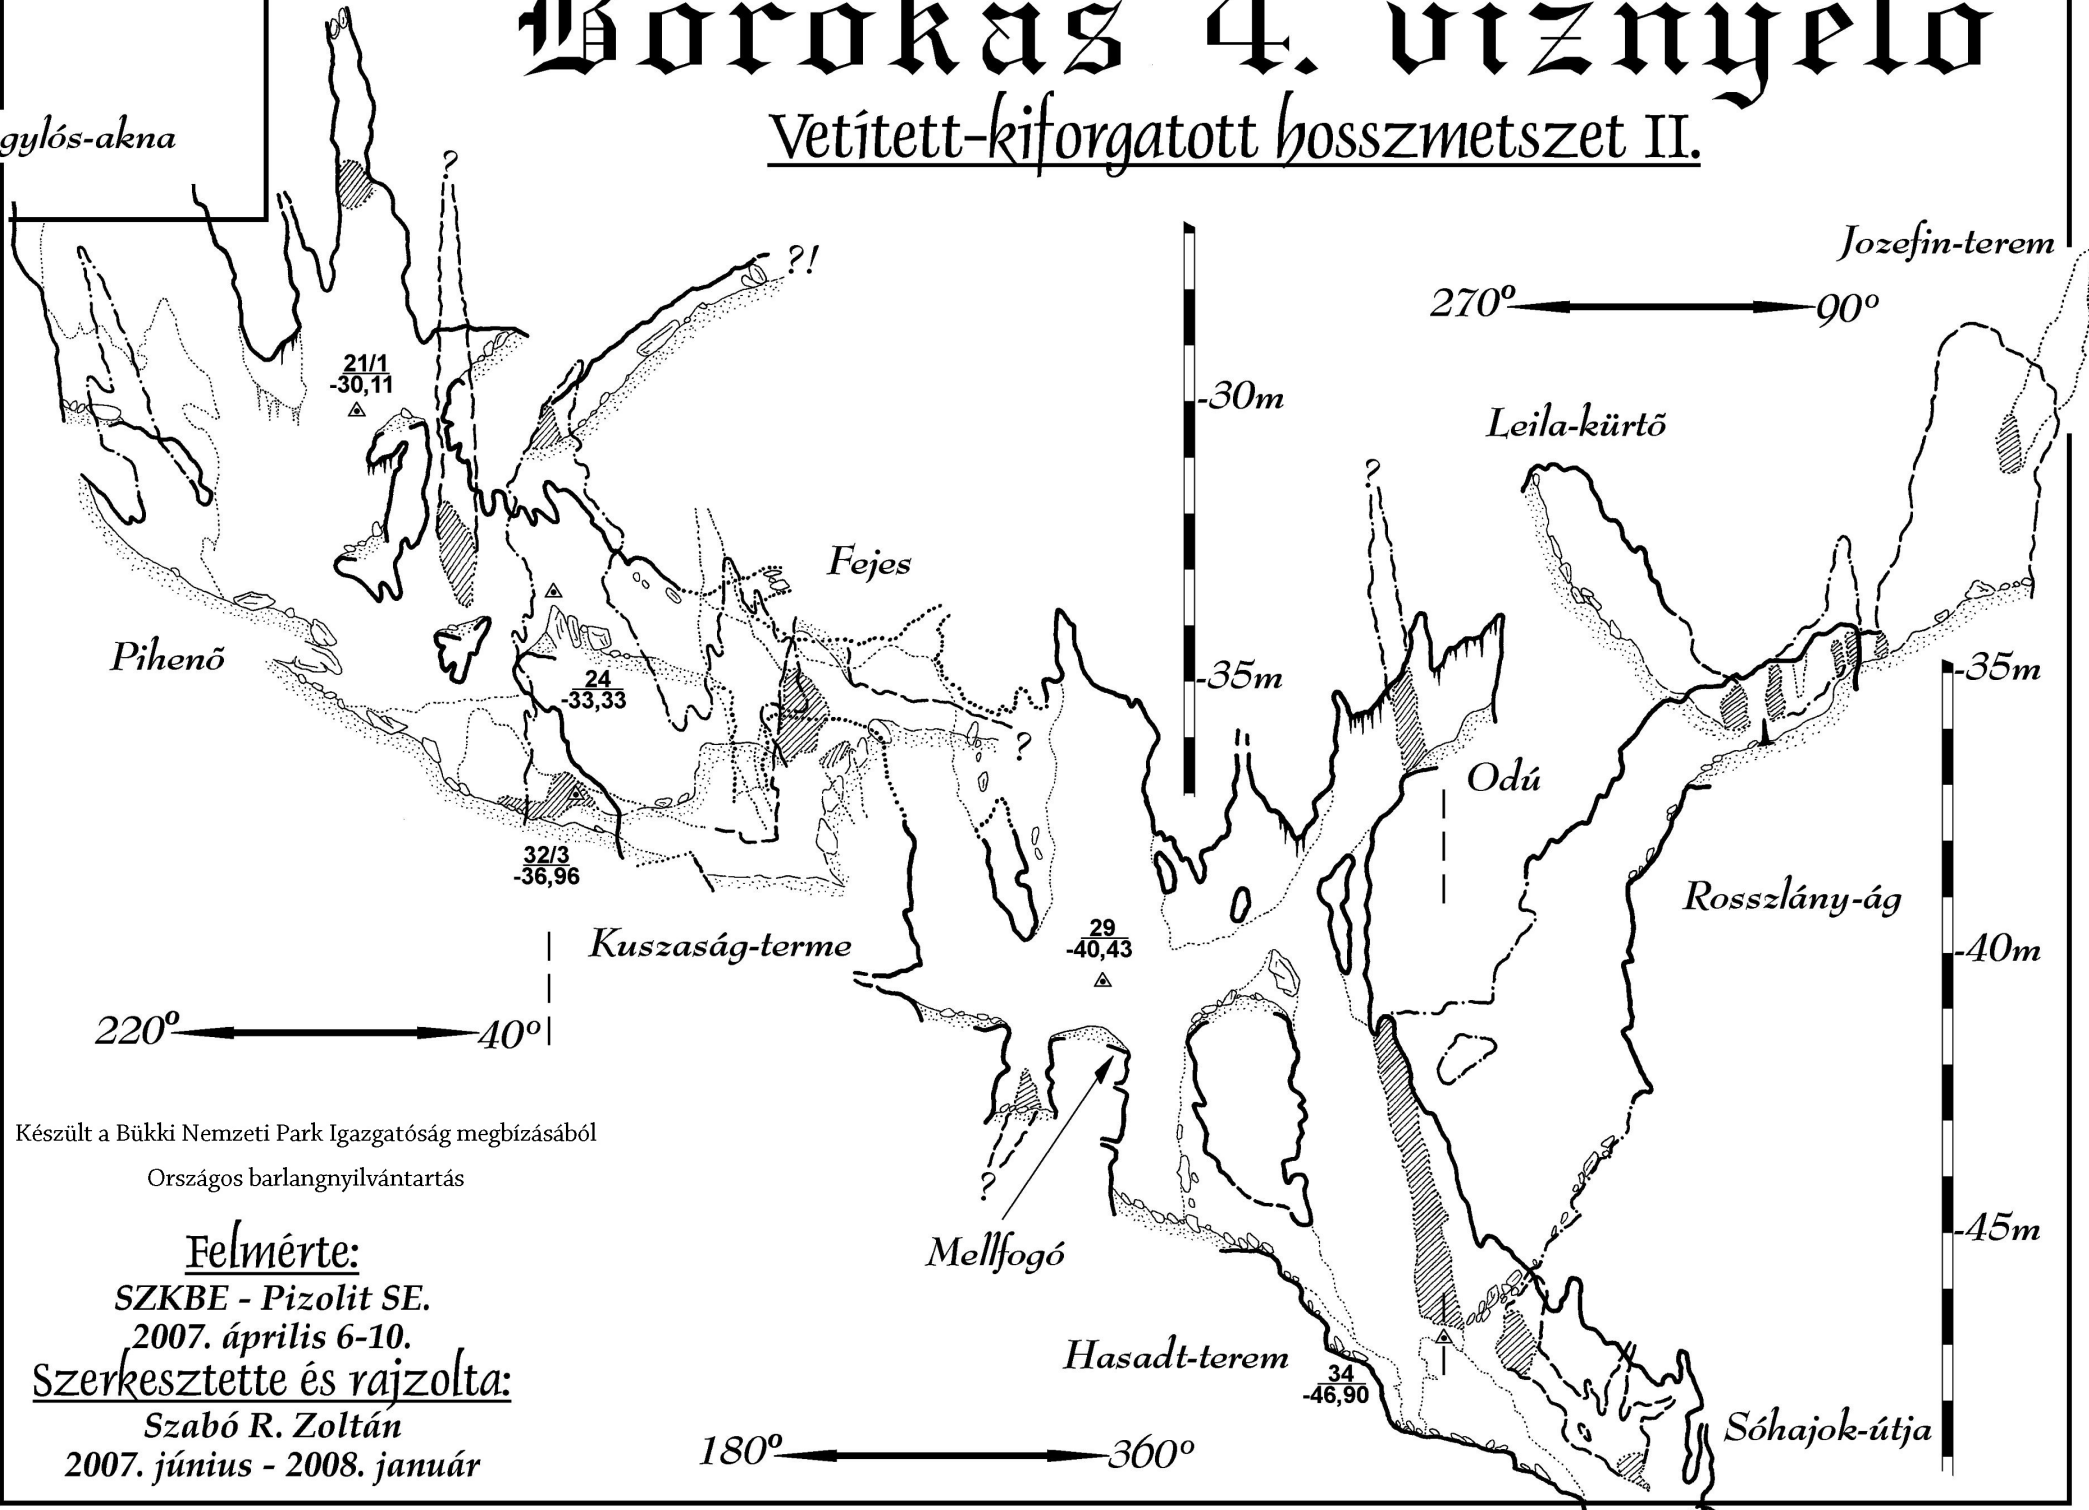 Borókás 4. víznyelő
Vetített-kiforgatott hosszmetszet II.
gylós-akna
?
?!
Jozefin-terem
270° 90°
21/1
-30,11
-30m
Leila-kürtõ
?
Fejes
Pihenõ
24
-33,33
-35m
-35m
?
Odú
32/3
-36,96
Rosszlány-ág
29
-40,43
Kuszaság-terme
-40m
220° 40°
Készült a Bükki Nemzeti Park Igazgatóság megbízásából
Országos barlangnyilvántartás
?
-45m
Mellfogó
Felmérte:
SZKBE - Pizolit SE.
2007. április 6-10.
Szerkesztette és rajzolta:
Szabó R. Zoltán
2007. június - 2008. január
Hasadt-terem
34
-46,90
Sóhajok-útja
180° 360°